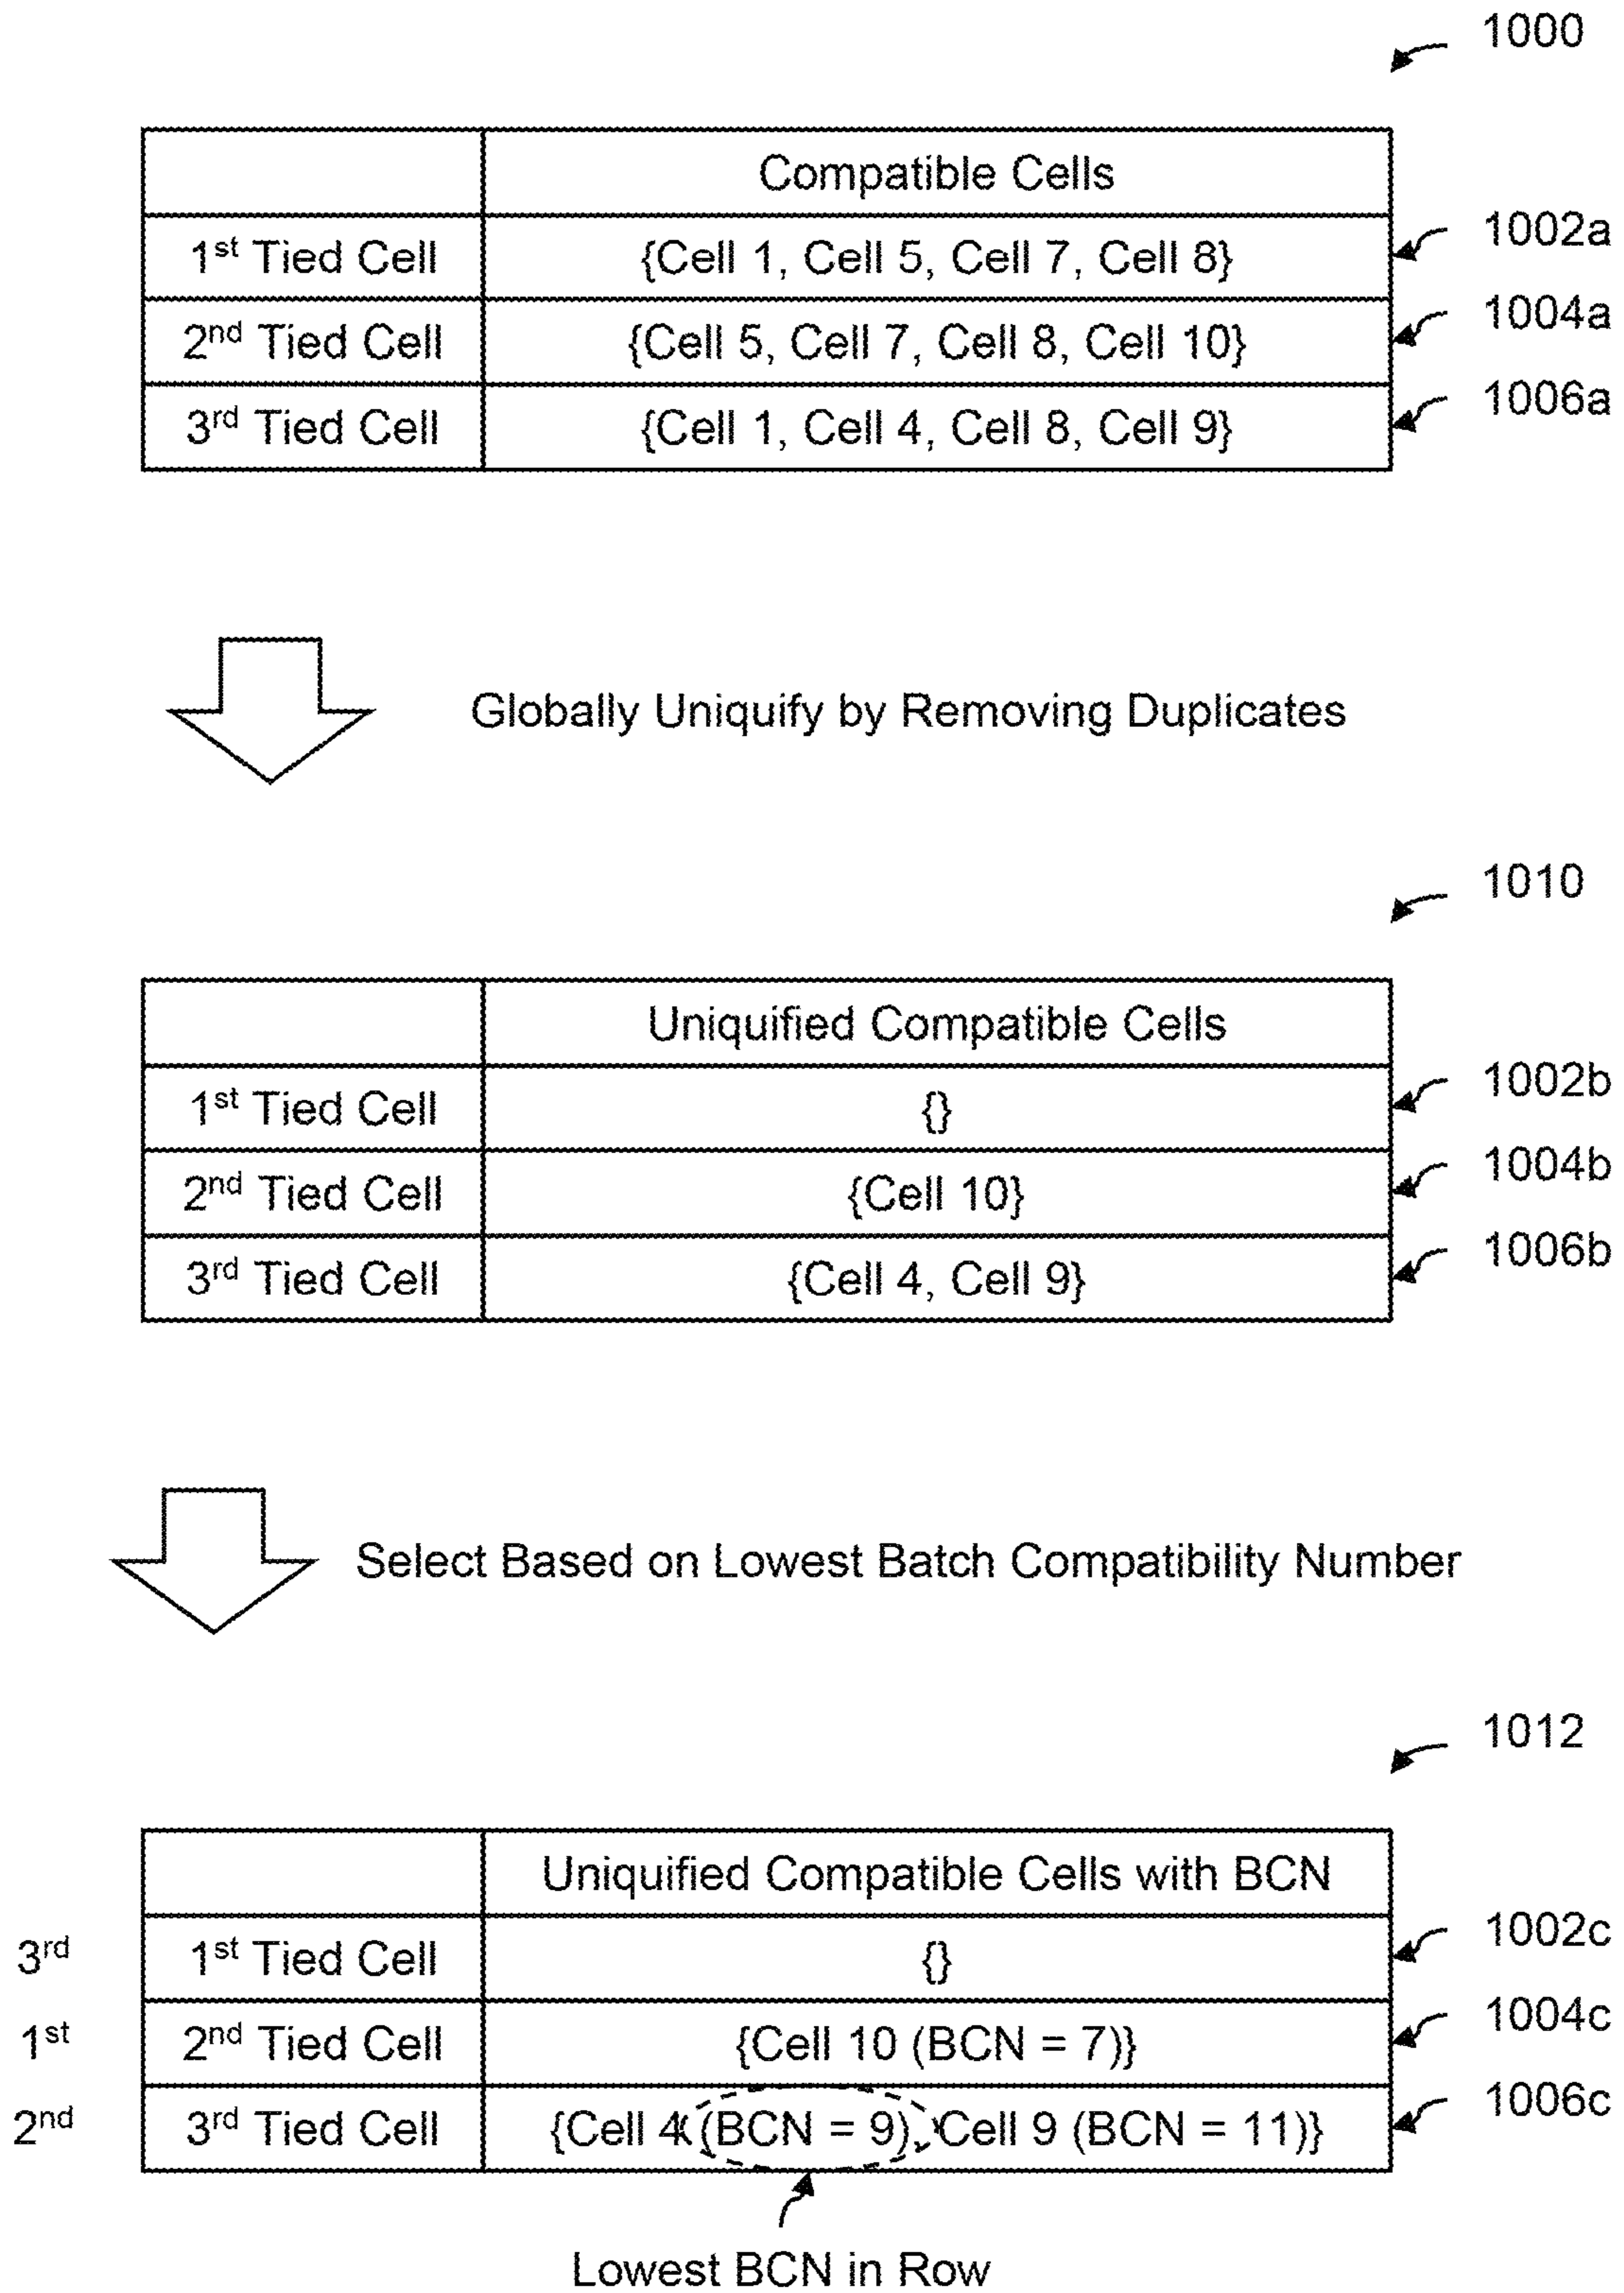 1000
Compatible Cells
1st Tied Cell {Cell 1, Cell 5, Cell 7, Cell 8} 1002a
2nd Tied Cell {Cell 5, Cell 7, Cell 8, Cell 10} 1004a
3rd Tied Cell {Cell 1, Cell 4, Cell 8, Cell 9} 1006a
Globally Uniquify by Removing Duplicates
1010
Uniquified Compatible Cells
1st Tied Cell {} 1002b
2nd Tied Cell {Cell 10} 1004b
3rd Tied Cell {Cell 4, Cell 9} 1006b
Select Based on Lowest Batch Compatibility Number
1012
Uniquified Compatible Cells with BCN
3rd 1st Tied Cell {} 1002c
1st 2nd Tied Cell {Cell 10 (BCN = 7)} 1004c
2nd 3rd Tied Cell {Cell 4 (BCN = 9), Cell 9 (BCN = 11)} 1006c
Lowest BCN in Row